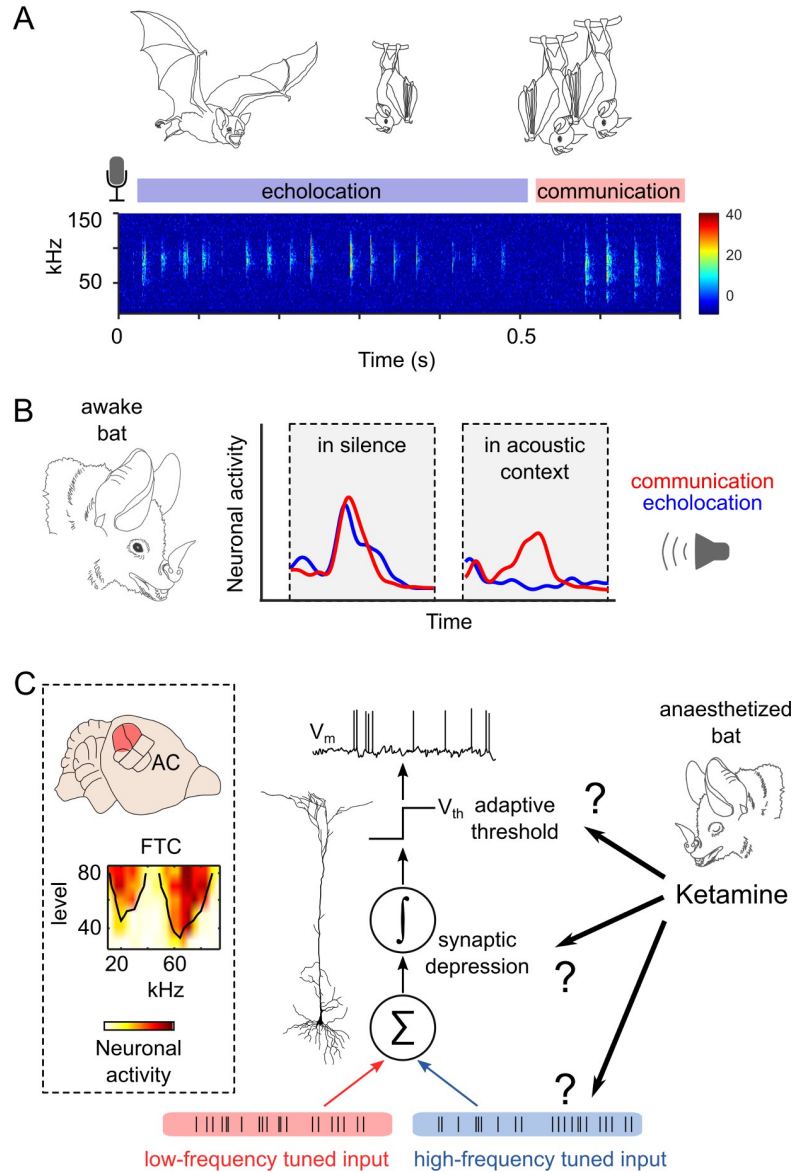 A
echolocation
communication
150
kHz
50
0
0.5
Time (s)
40
20
0
B
awake
bat
Neuronal activity
in silence
in acoustic
context
Time
communication
echolocation
C
AC
FTC
level
80
40
20
60
kHz
Neuronal
activity
Vm
Vth
adaptive
threshold
∫
synaptic
depression
Σ
?
?
?
anaesthetized
bat
Ketamine
low-frequency tuned input
high-frequency tuned input